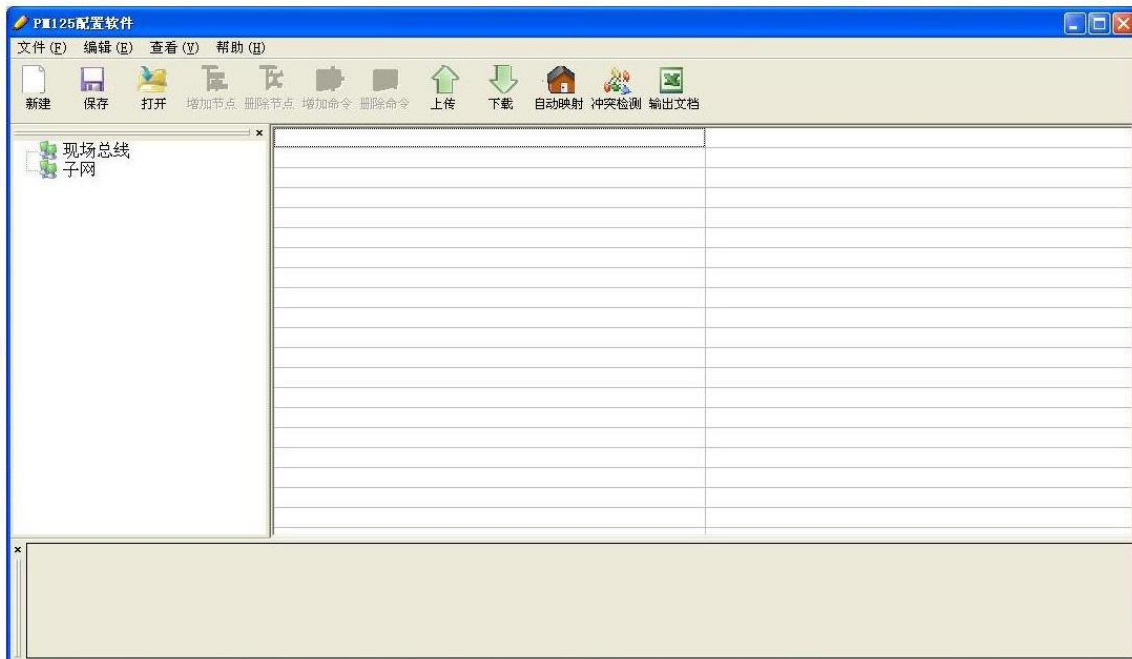 PM125配置软件
文件(F) 编辑(E) 查看(V) 帮助(H)
新建 保存 打开 增加节点 删除节点 增加命令 删除命令 上传 下载 自动映射 冲突检测 输出文档
现场总线
子网